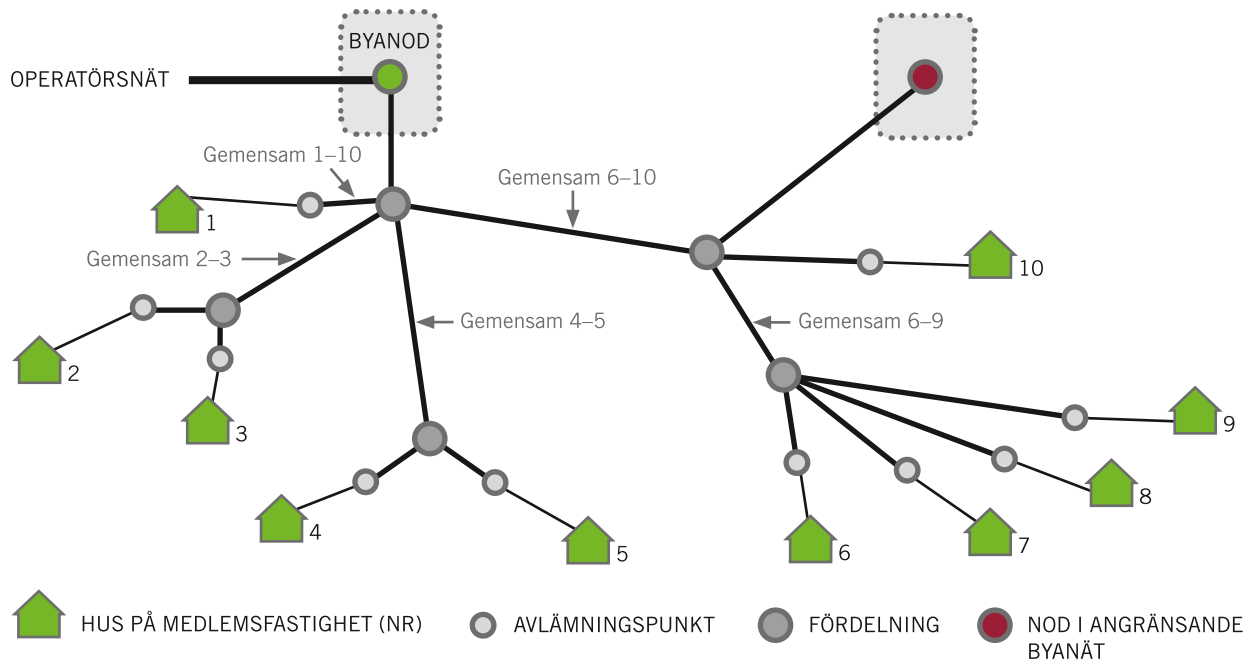 BYANOD
OPERATÖRSNÄT
Gemensam 1–10
Gemensam 6–10
1
Gemensam 2–3
10
Gemensam 4–5
Gemensam 6–9
2
3
9
8
4
5
6
7
HUS PÅ MEDLEMSFASTIGHET (NR)
AVLÄMNINGSPUNKT
FÖRDELNING
NOD I ANGRÄNSANDE
BYANÄT